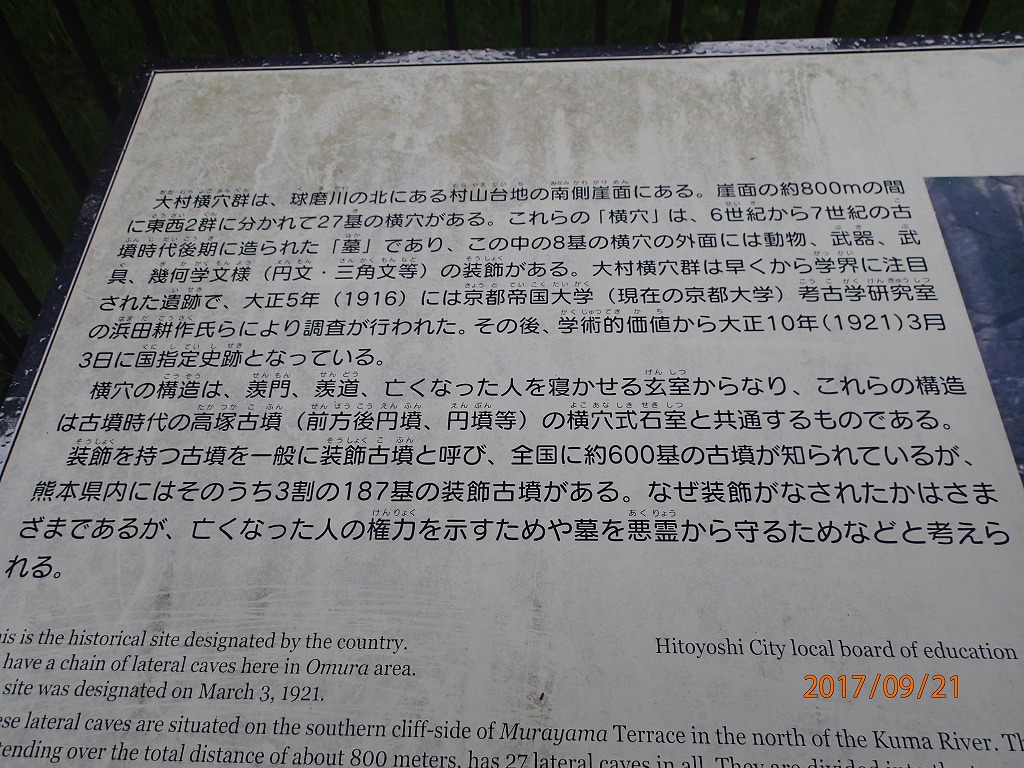 大村横穴群は、球磨川の北にある村山台地の南側崖面にある。崖面の約800mの間
に東西2群に分かれて27基の横穴がある。これらの「横穴」は、6世紀から7世紀の古
墳時代後期に造られた「墓」であり、この中の8基の横穴の外面には動物、武器、武
具、幾何学文様（円文・三角文等）の装飾がある。大村横穴群は早くから学界に注目
された遺跡で、大正5年（1916）には京都帝国大学（現在の京都大学）考古学研究室
の浜田耕作氏らにより調査が行われた。その後、学術的価値から大正10年（1921）3月
3日に国指定史跡となっている。
横穴の構造は、羨門、羨道、亡くなった人を寝かせる玄室からなり、これらの構造
は古墳時代の高塚古墳（前方後円墳、円墳等）の横穴式石室と共通するものである。
装飾を持つ古墳を一般に装飾古墳と呼び、全国に約600基の古墳が知られているが、
熊本県内にはそのうち3割の187基の装飾古墳がある。なぜ装飾がなされたかはさま
ざまであるが、亡くなった人の権力を示すためや墓を悪霊から守るためなどと考えら
れる。
is is the historical site designated by the country.
have a chain of lateral caves here in Omura area.
site was designated on March 3, 1921.
Hitoyoshi City local board of education
2017/09/21
ese lateral caves are situated on the southern cliff-side of Murayama Terrace in the north of the Kuma River. Th
tending over the total distance of about 800 meters, has 27 lateral caves in all. They are divided into the